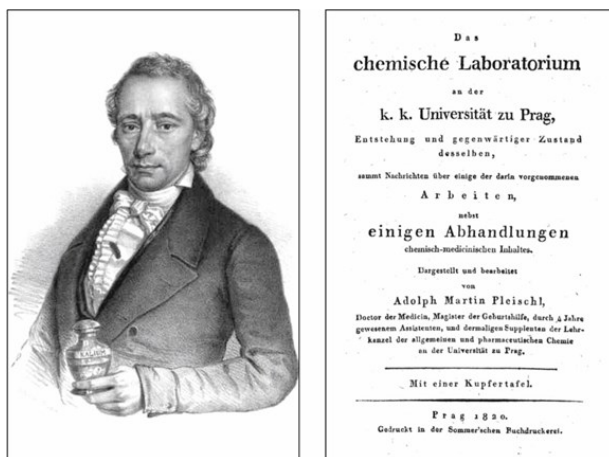 KALIUM
Das
chemische Laboratorium
an der
k. k. Universität zu Prag,
Entstehung und gegenwärtiger Zustand
desselben,
sammt Nachrichten über einige der darin vorgenommenen
Arbeiten,
nebst
einigen Abhandlungen
chemisch-medicinischen Inhaltes.
Dargestellt und bearbeitet
von
Adolph Martin Pleischl,
Doctor der Medicin, Magister der Geburtshilfe, durch 4 Jahre
gewesenem Assistenten, und dermaligen Supplenten der Lehr-
kanzel der allgemeinen und pharmaceutischen Chemie
an der Universität zu Prag.
Mit einer Kupfertafel.
Prag 1820.
Gedruckt in der Sommer'schen Buchdruckerei.